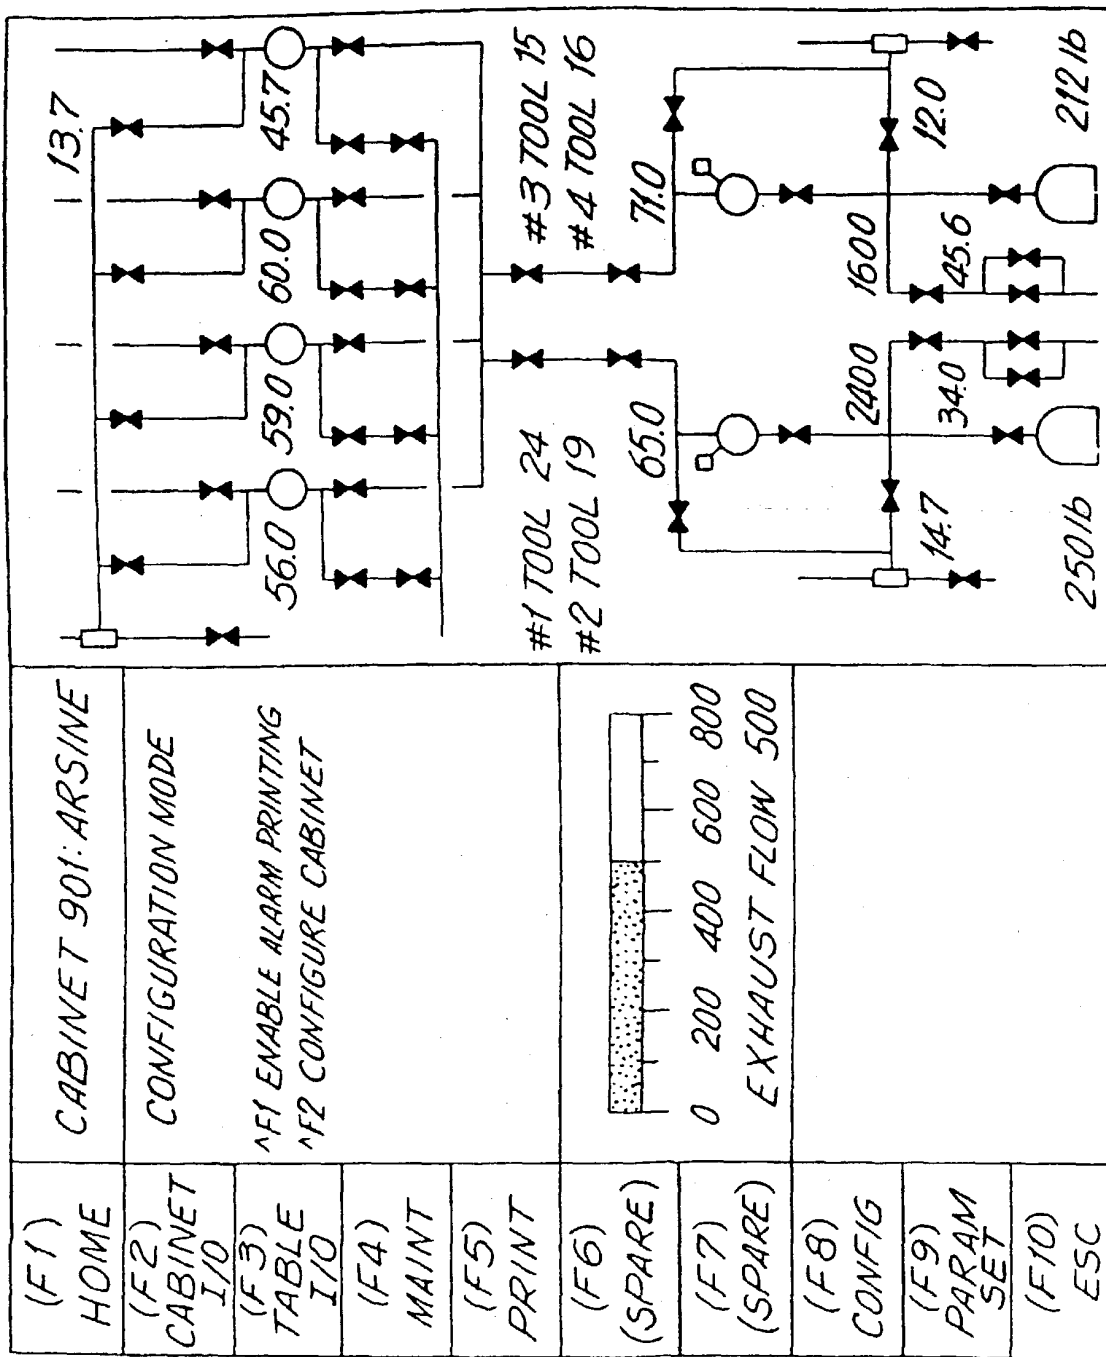 (F1)
HOME
(F2)
CABINET
I/O
(F3)
TABLE
I/O
(F4)
MAINT
(F5)
PRINT
(F6)
(SPARE)
(F7)
(SPARE)
(F8)
CONFIG
(F9)
PARAM
SET
(F10)
ESC
CABINET 901: ARSINE
CONFIGURATION MODE
^F1 ENABLE ALARM PRINTING
^F2 CONFIGURE CABINET
0 200 400 600 800
EXHAUST FLOW 500
13.7
56.0 59.0 60.0 45.7
#1 TOOL 24
#2 TOOL 19
#3 TOOL 15
#4 TOOL 16
65.0 71.0
2400 1600
14.7 34.0 45.6 12.0
250 lb 212 lb